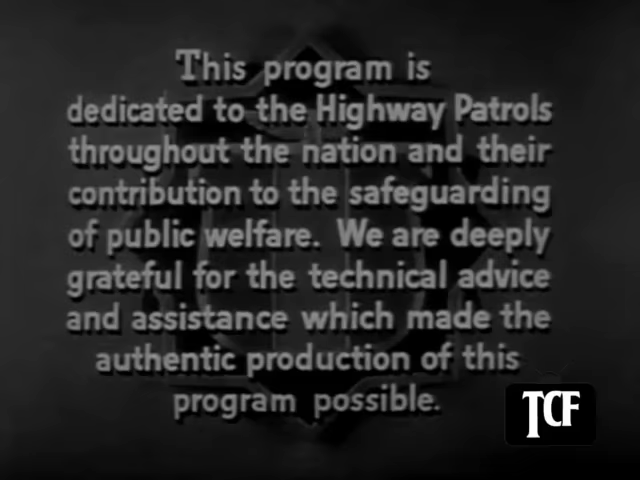 This program is
dedicated to the Highway Patrols
throughout the nation and their
contribution to the safeguarding
of public welfare. We are deeply
grateful for the technical advice
and assistance which made the
authentic production of this
program possible.
TCF